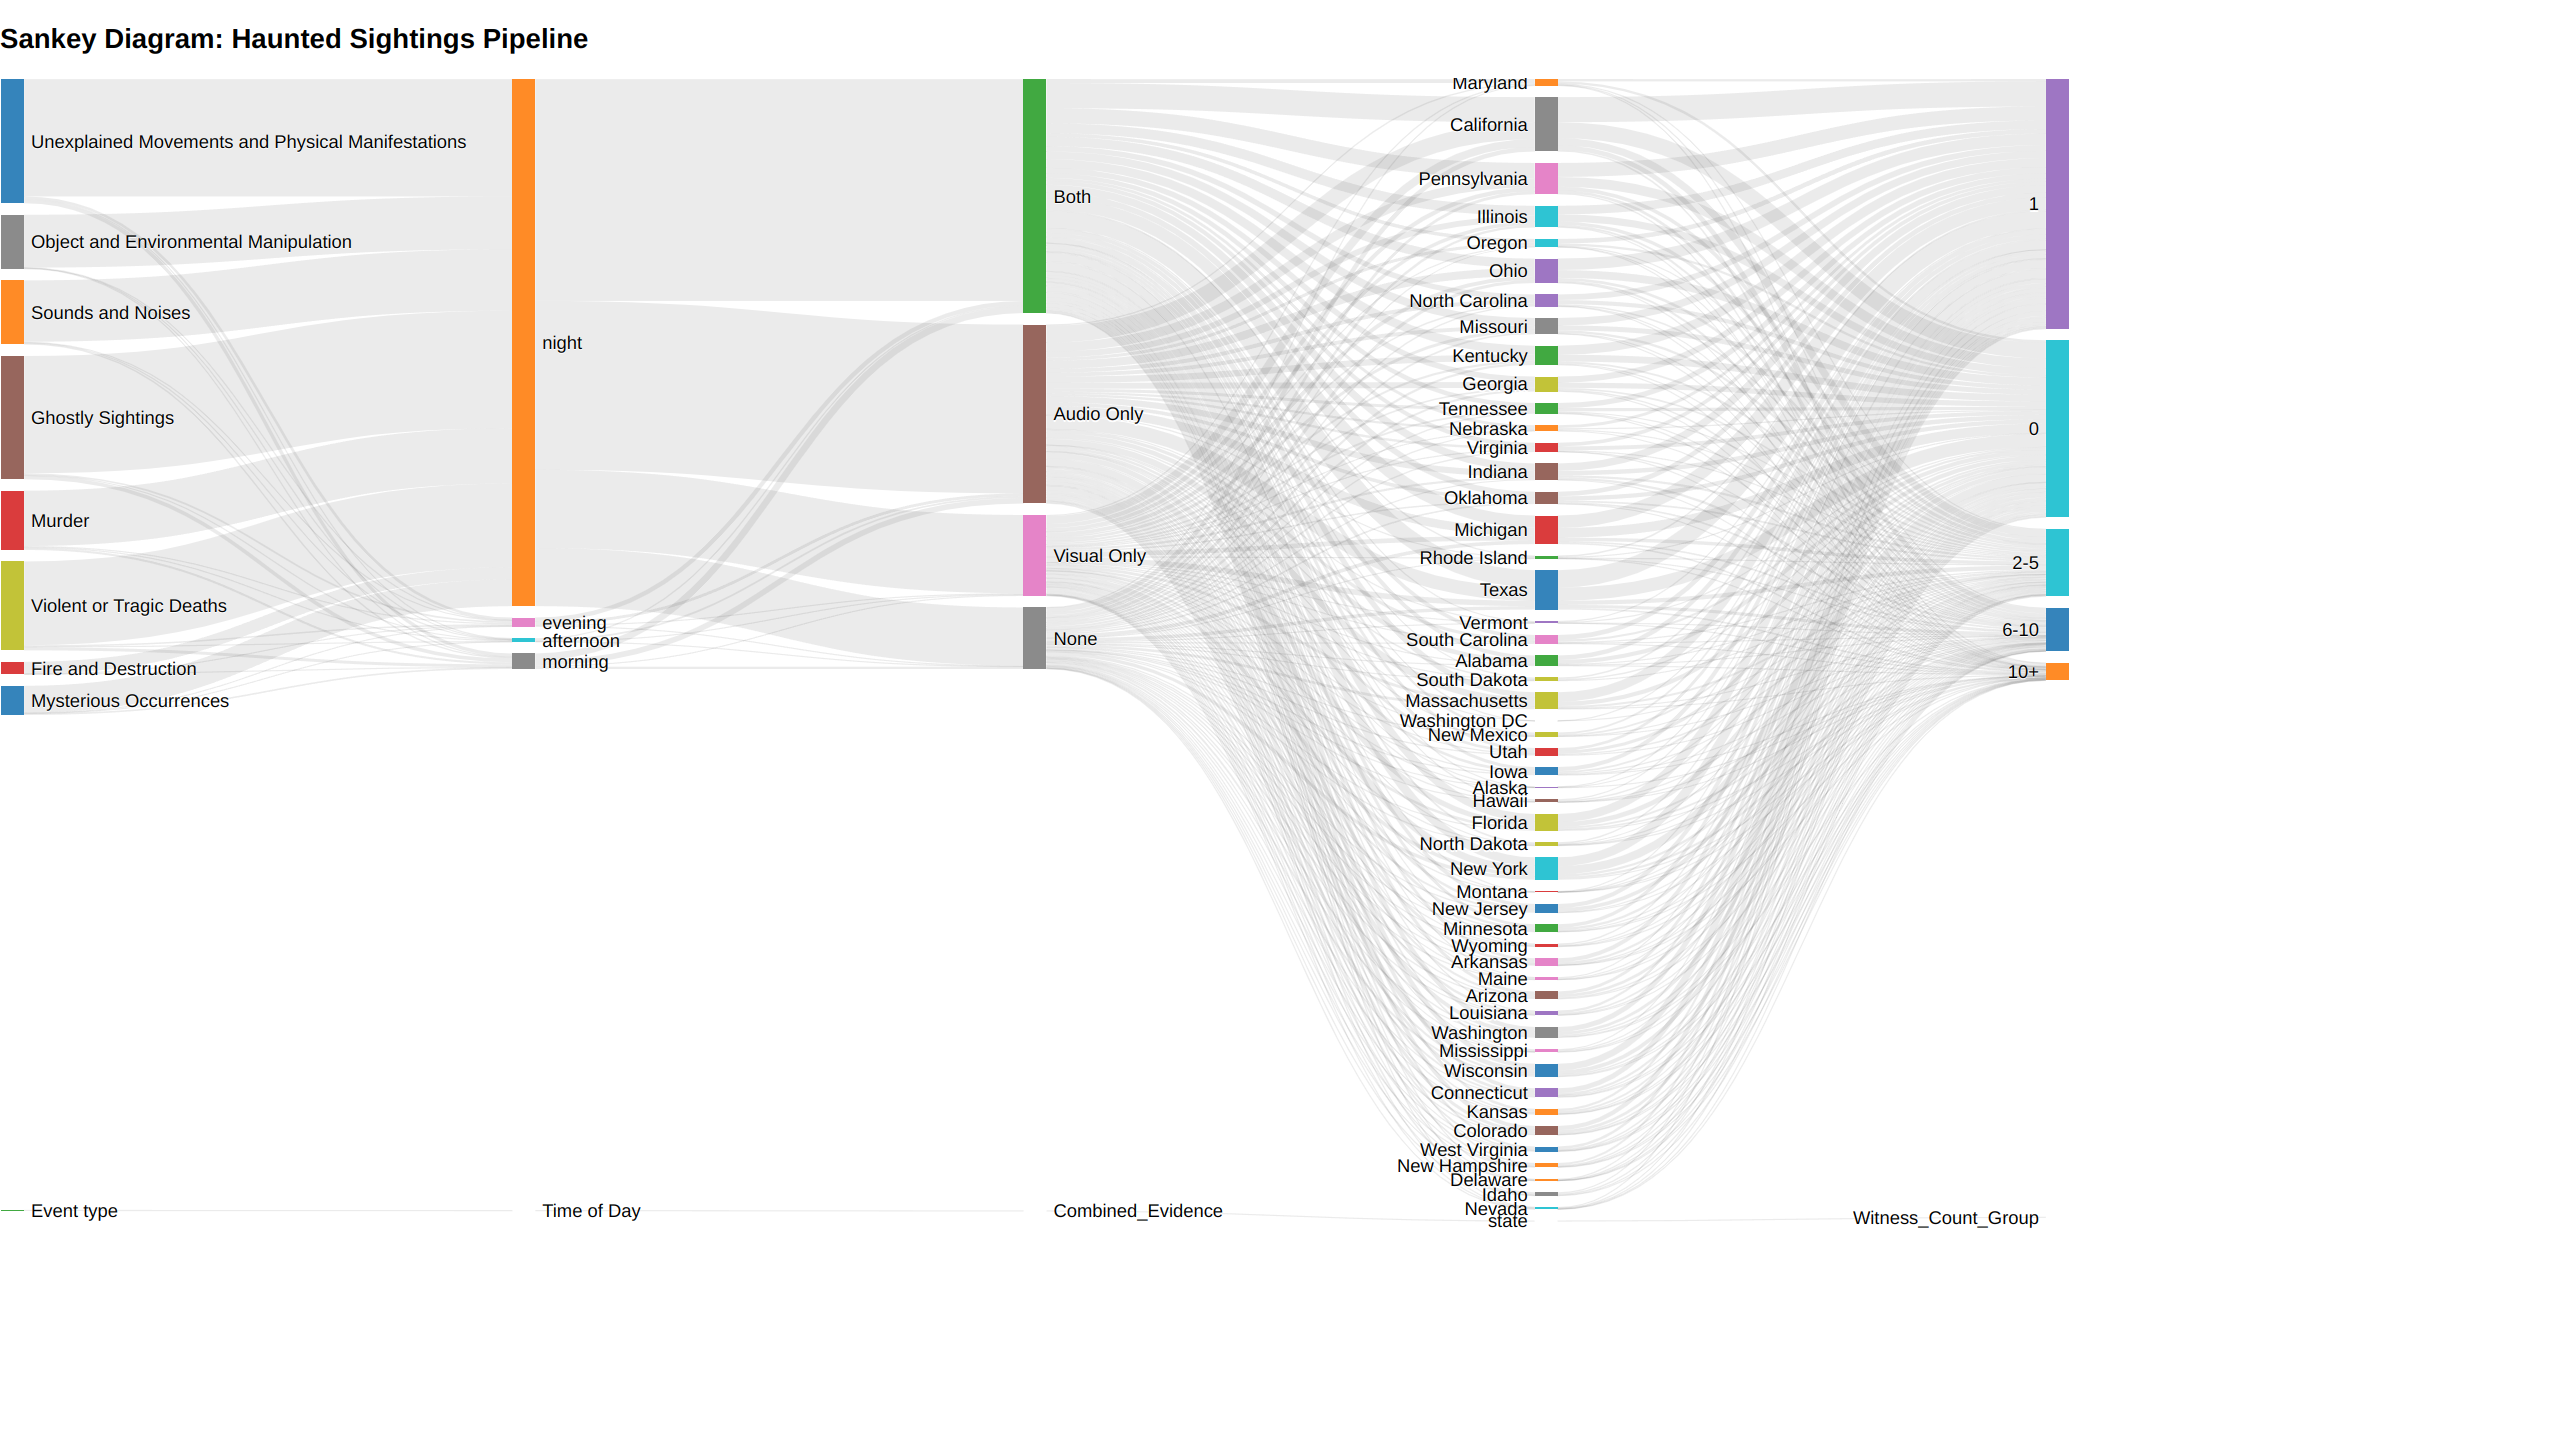 Sankey Diagram: Haunted Sightings Pipeline
Unexplained Movements and Physical Manifestations
Object and Environmental Manipulation
Sounds and Noises
Ghostly Sightings
Murder
Violent or Tragic Deaths
Fire and Destruction
Mysterious Occurrences
Event type
night
evening
afternoon
morning
Time of Day
Both
Audio Only
Visual Only
None
Combined_Evidence
Maryland
California
Pennsylvania
Illinois
Oregon
Ohio
North Carolina
Missouri
Kentucky
Georgia
Tennessee
Nebraska
Virginia
Indiana
Oklahoma
Michigan
Rhode Island
Texas
Vermont
South Carolina
Alabama
South Dakota
Massachusetts
Washington DC
New Mexico
Utah
Iowa
Alaska
Hawaii
Florida
North Dakota
New York
Montana
New Jersey
Minnesota
Wyoming
Arkansas
Maine
Arizona
Louisiana
Washington
Mississippi
Wisconsin
Connecticut
Kansas
Colorado
West Virginia
New Hampshire
Delaware
Idaho
Nevada
state
1
0
2-5
6-10
10+
Witness_Count_Group